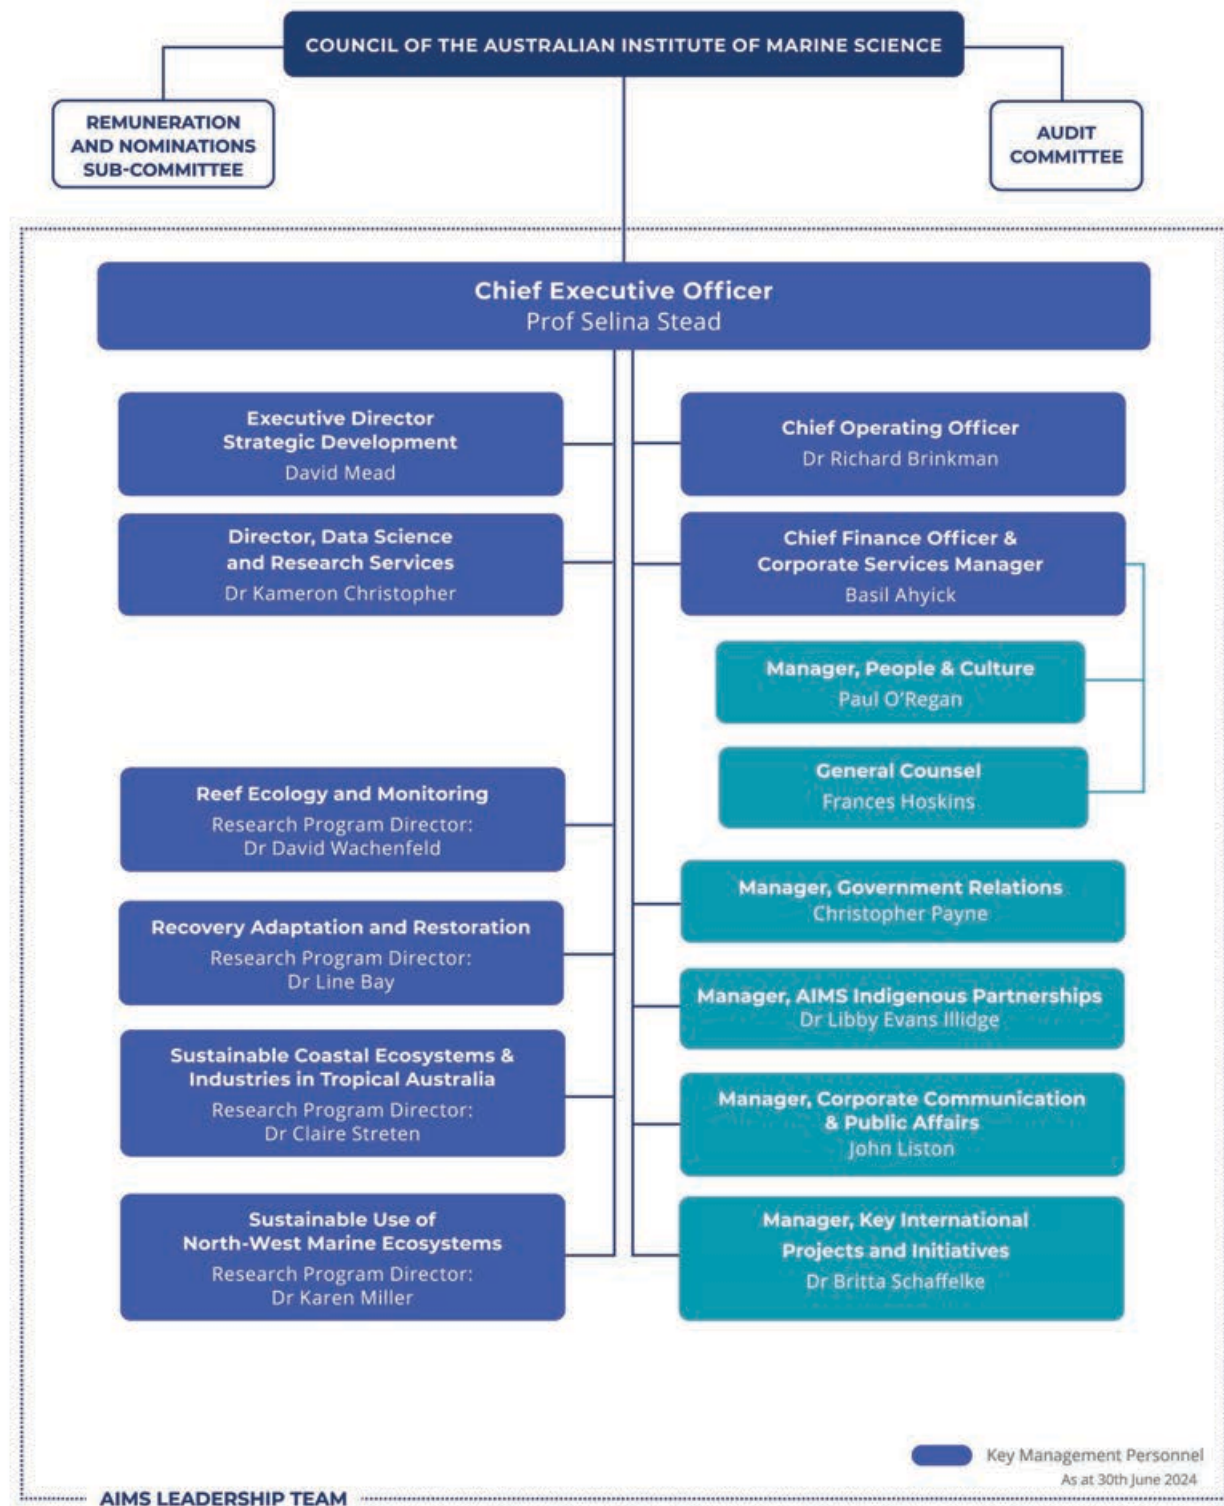 COUNCIL OF THE AUSTRALIAN INSTITUTE OF MARINE SCIENCE
REMUNERATION
AND NOMINATIONS
SUB-COMMITTEE
AUDIT
COMMITTEE
Chief Executive Officer
Prof Selina Stead
Executive Director
Strategic Development
David Mead
Chief Operating Officer
Dr Richard Brinkman
Director, Data Science
and Research Services
Dr Kameron Christopher
Chief Finance Officer &
Corporate Services Manager
Basil Ahyick
Manager, People & Culture
Paul O'Regan
General Counsel
Frances Hoskins
Reef Ecology and Monitoring
Research Program Director:
Dr David Wachenfeld
Manager, Government Relations
Christopher Payne
Recovery Adaptation and Restoration
Research Program Director:
Dr Line Bay
Manager, AIMS Indigenous Partnerships
Dr Libby Evans Illidge
Sustainable Coastal Ecosystems &
Industries in Tropical Australia
Research Program Director:
Dr Claire Streten
Manager, Corporate Communication
& Public Affairs
John Liston
Sustainable Use of
North-West Marine Ecosystems
Research Program Director:
Dr Karen Miller
Manager, Key International
Projects and Initiatives
Dr Britta Schaffelke
Key Management Personnel
As at 30th June 2024
AIMS LEADERSHIP TEAM